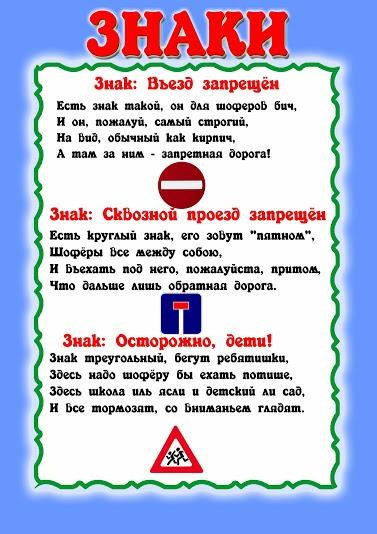 ЗНАКИ
Знак: Въезд запрещён
Есть знак такой, он для шоферов бич,
И он, пожалуй, самый строгий,
На вид, обычный как кирпич,
А там за ним - запретная дорога!
Знак: Сквозной проезд запрещён
Есть круглый знак, его зовут "пятном",
Шофёры все между собою,
И въехать под него, пожалуйста, притом,
Что дальше лишь обратная дорога.
Знак: Осторожно, дети!
Знак треугольный, бегут ребятишки,
Здесь надо шофёру бы ехать потише,
Здесь школа иль ясли и детский ли сад,
И все тормозят, со вниманьем глядят.